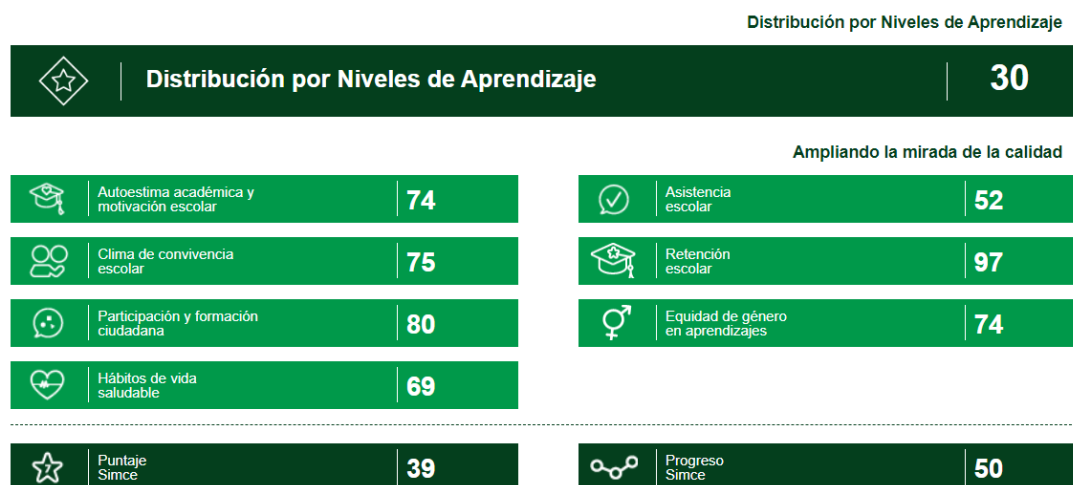 Distribución por Niveles de Aprendizaje
Distribución por Niveles de Aprendizaje
30
Ampliando la mirada de la calidad
Autoestima académica y
motivación escolar
74
Asistencia
escolar
52
Clima de convivencia
escolar
75
Retención
escolar
97
Participación y formación
ciudadana
80
Equidad de género
en aprendizajes
74
Hábitos de vida
saludable
69
7
Puntaje
Simce
39
Progreso
Simce
50